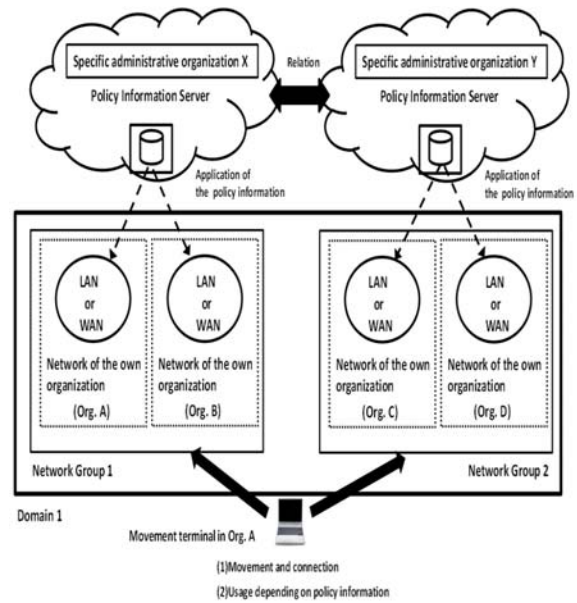 Specific administrative organization X
Policy Information Server
Relation
Specific administrative organization Y
Policy Information Server
Application of
the policy information
Application of
the policy information
LAN
or
WAN
Network of the own
organization
(Org. A)
LAN
or
WAN
Network of the own
organization
(Org. B)
LAN
or
WAN
Network of the own
organization
(Org. C)
LAN
or
WAN
Network of the own
organization
(Org. D)
Network Group 1
Network Group 2
Domain 1
Movement terminal in Org. A
(1)Movement and connection
(2)Usage depending on policy information